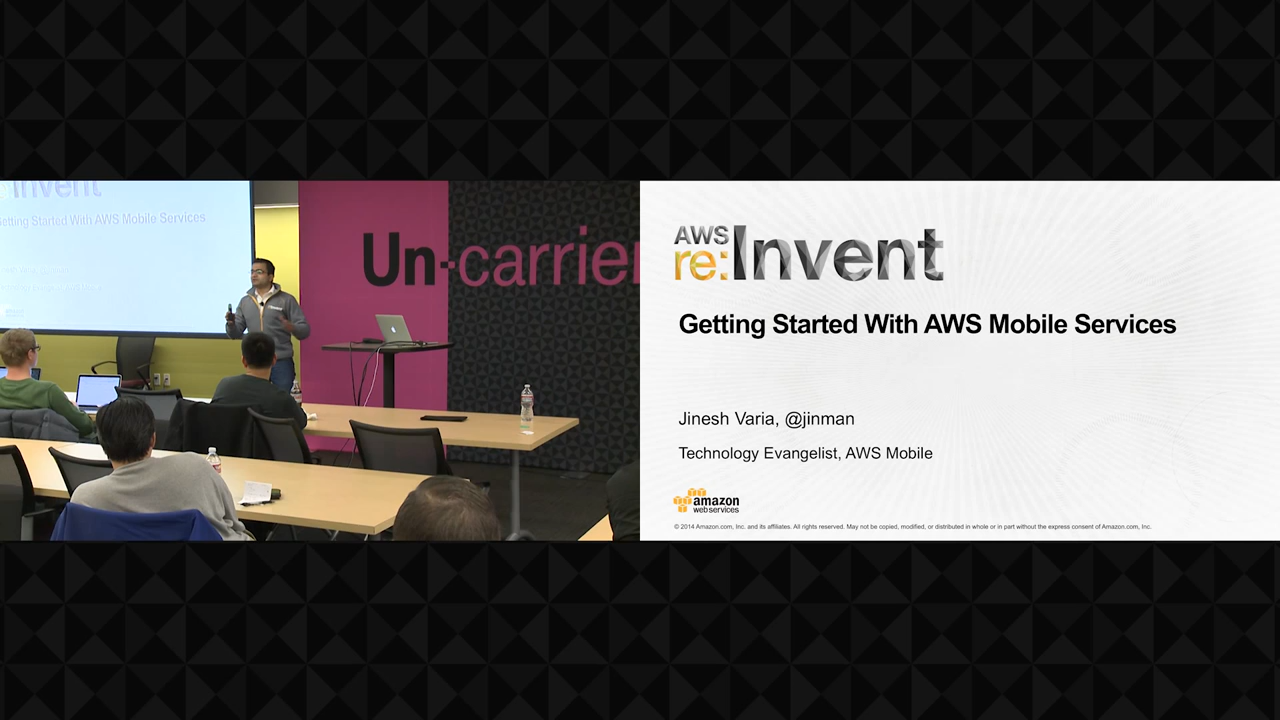 Invent
Getting Started With AWS Mobile Services
Un-carrier
AWS
re:Invent
Getting Started With AWS Mobile Services
Jinesh Varia, @jinman
Technology Evangelist, AWS Mobile
amazon
web services
© 2014 Amazon.com, Inc. and its affiliates. All rights reserved. May not be copied, modified, or distributed in whole or in part without the express consent of Amazon.com, Inc.